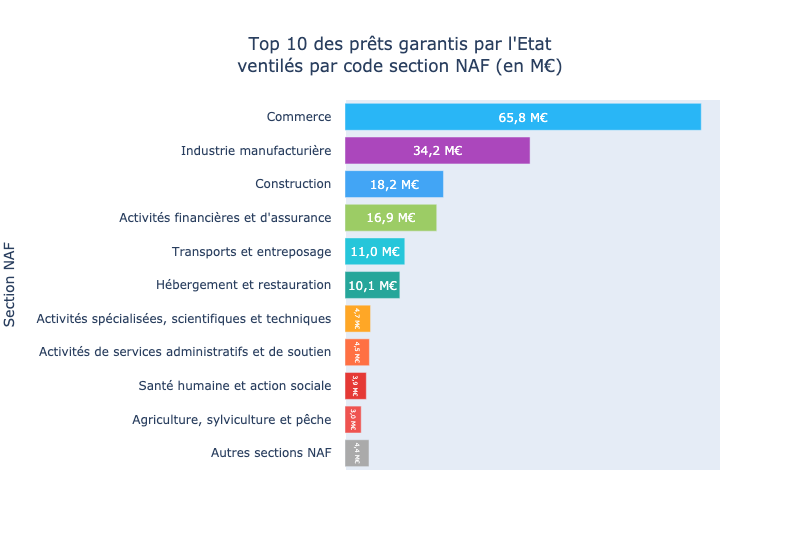 Top 10 des prêts garantis par l'Etat
ventilés par code section NAF (en M€)
Section NAF
Commerce 65,8 M€
Industrie manufacturière 34,2 M€
Construction 18,2 M€
Activités financières et d'assurance 16,9 M€
Transports et entreposage 11,0 M€
Hébergement et restauration 10,1 M€
Activités spécialisées, scientifiques et techniques 4,7 M€
Activités de services administratifs et de soutien 4,5 M€
Santé humaine et action sociale 3,9 M€
Agriculture, sylviculture et pêche 3,0 M€
Autres sections NAF 4,4 M€